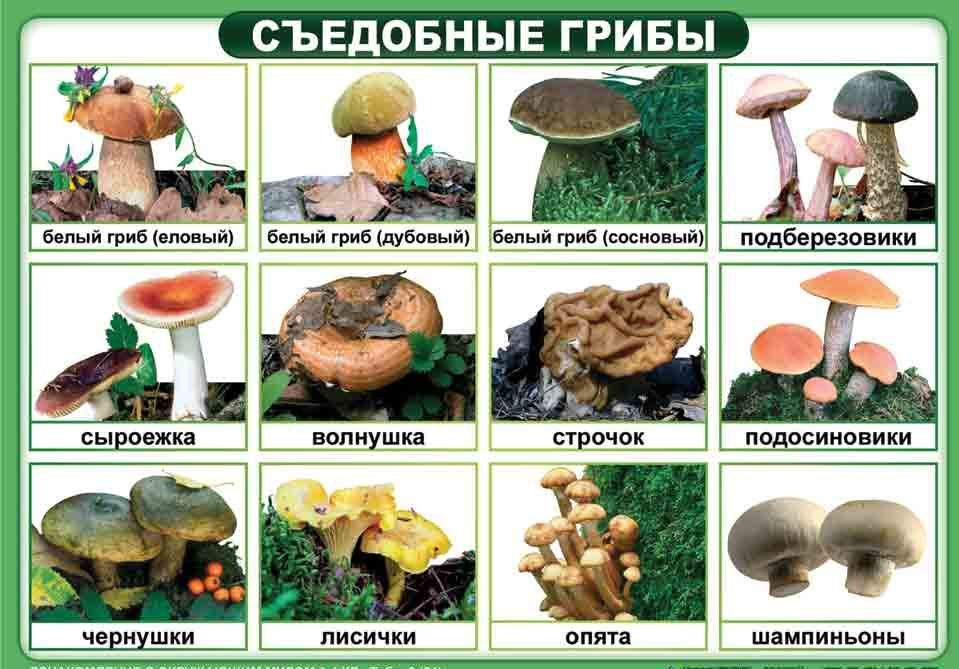 СЪЕДОБНЫЕ ГРИБЫ
белый гриб (еловый)
белый гриб (дубовый)
белый гриб (сосновый)
подберезовики
сыроежка
волнушка
строчок
подосиновики
чернушки
лисички
опята
шампиньоны